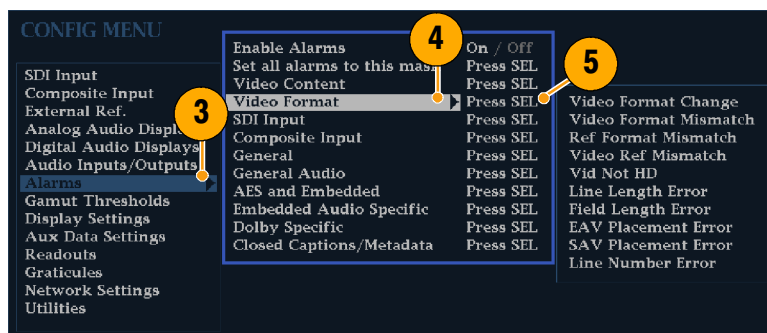 CONFIG MENU
SDI Input
Composite Input
External Ref.
Analog Audio Displ
Digital Audio Displays
Audio Inputs/Outputs
Alarms
Gamut Thresholds
Display Settings
Aux Data Settings
Readouts
Graticules
Network Settings
Utilities
3
Enable Alarms On / Off
Set all alarms to this mas Press SEL
Video Content Press SEL
Video Format Press SEL
SDI Input Press SEL
Composite Input Press SEL
General Press SEL
General Audio Press SEL
AES and Embedded Press SEL
Embedded Audio Specific Press SEL
Dolby Specific Press SEL
Closed Captions/Metadata Press SEL
4
5
Video Format Change
Video Format Mismatch
Ref Format Mismatch
Video Ref Mismatch
Vid Not HD
Line Length Error
Field Length Error
EAV Placement Error
SAV Placement Error
Line Number Error